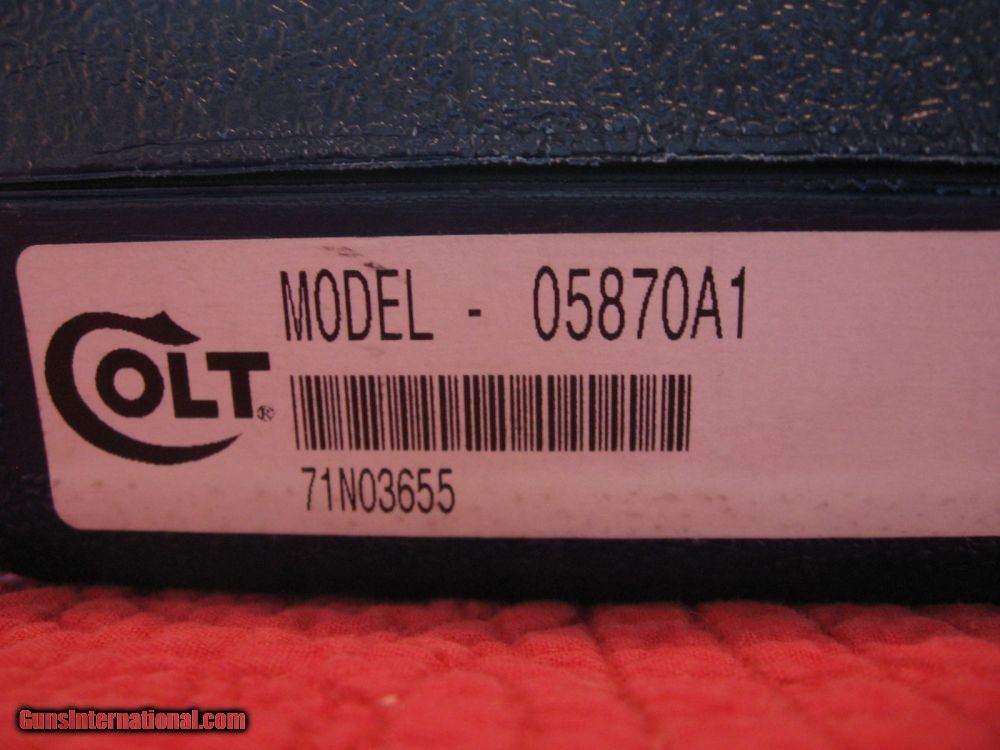 MODEL - 05870A1
COLT®
71N03655
GunsInternational.com